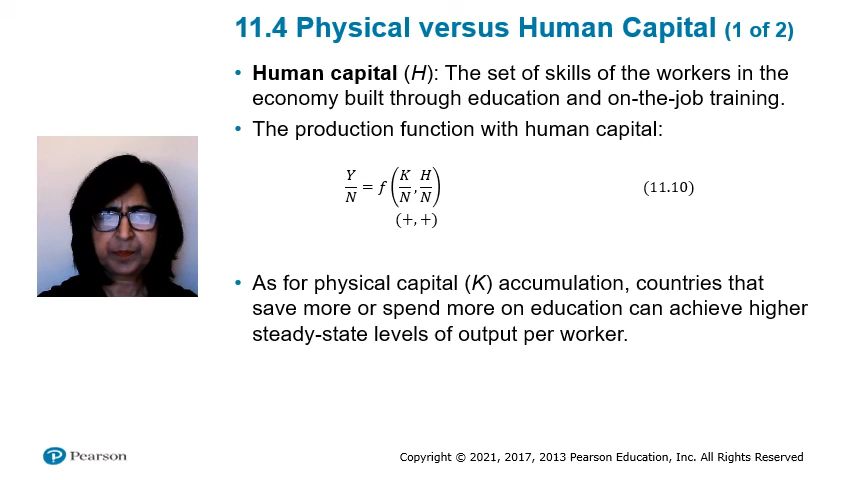 11.4 Physical versus Human Capital (1 of 2)
• Human capital (H): The set of skills of the workers in the
economy built through education and on-the-job training.
• The production function with human capital:
Y/N = f(K/N, H/N) (11.10)
(+, +)
• As for physical capital (K) accumulation, countries that
save more or spend more on education can achieve higher
steady-state levels of output per worker.
P Pearson
Copyright © 2021, 2017, 2013 Pearson Education, Inc. All Rights Reserved